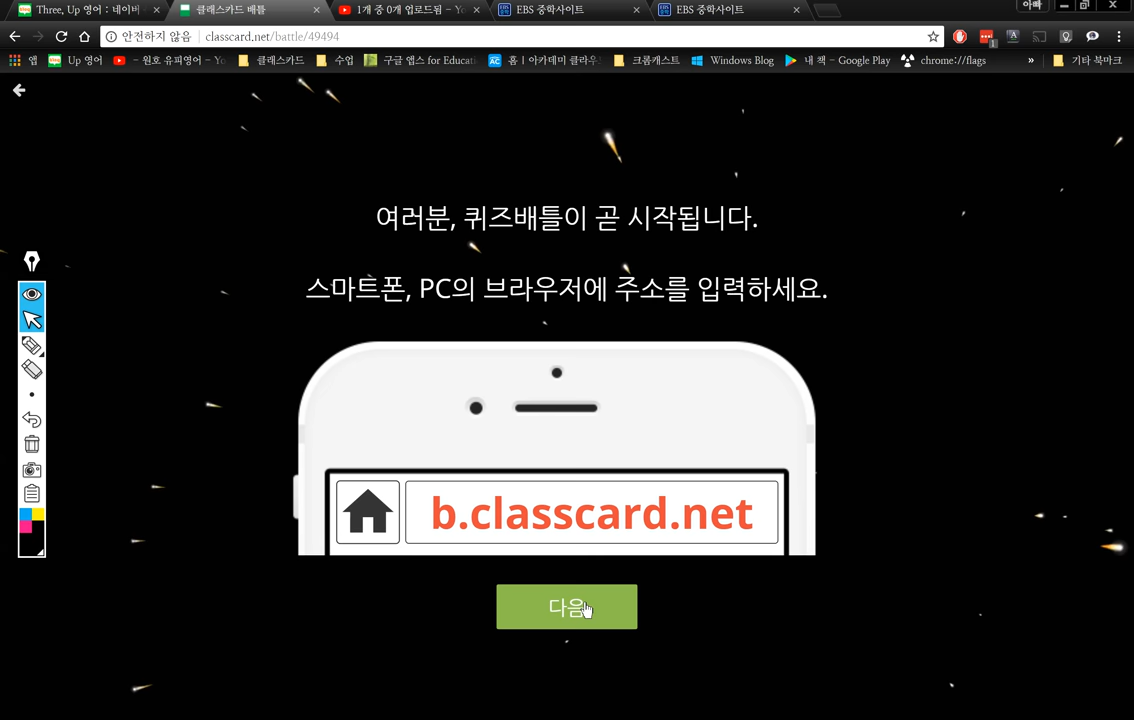 Three, Up 영어 : 네이버
클래스카드 배틀
1개 중 0개 업로드됨 - Yo
EBS 중학사이트
EBS 중학사이트
아빠
안전하지 않음
classcard.net/battle/49494
앱
Up 영어
- 원호 유피영어 - Yo
클래스카드
수업
구글 앱스 for Educati
홈 | 아카데미 클라우
크롬캐스트
Windows Blog
내 책 - Google Play
chrome://flags
»
기타 북마크
여러분, 퀴즈배틀이 곧 시작됩니다.
스마트폰, PC의 브라우저에 주소를 입력하세요.
b.classcard.net
다음